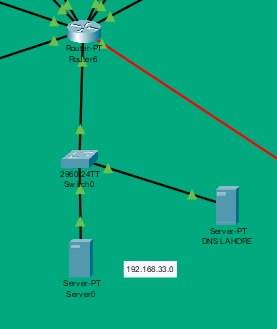 Router-PT
Router6
2960-24TT
Switch0
Server-PT
DNS LAHORE
192.168.33.0
Server-PT
Server0